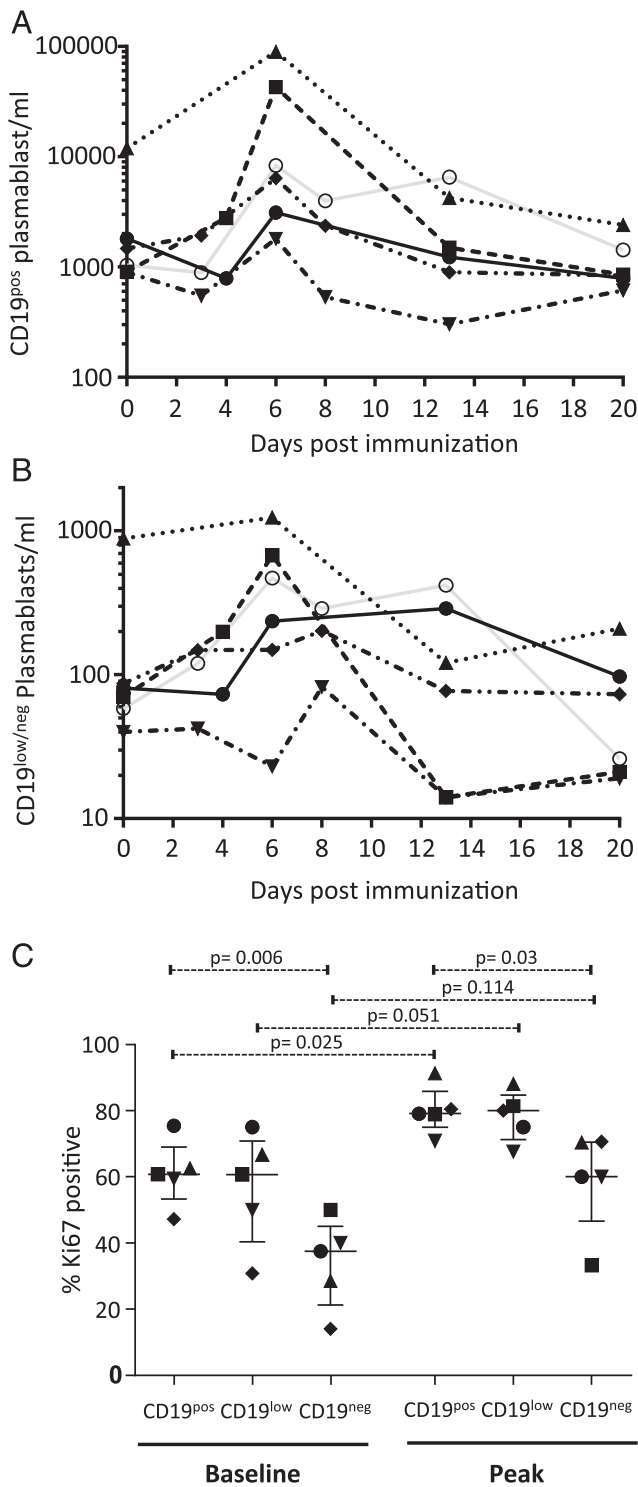 A
CD19pos plasmablast/ml
100000
10000
1000
100
0 2 4 6 8 10 12 14 16 18 20
Days post immunization
B
CD19low/neg Plasmablasts/ml
1000
100
10
0 2 4 6 8 10 12 14 16 18 20
Days post immunization
C
p= 0.006 p= 0.03
p= 0.114
p= 0.051
p= 0.025
% Ki67 positive
100
80
60
40
20
0
CD19pos CD19low CD19neg CD19pos CD19low CD19neg
Baseline Peak